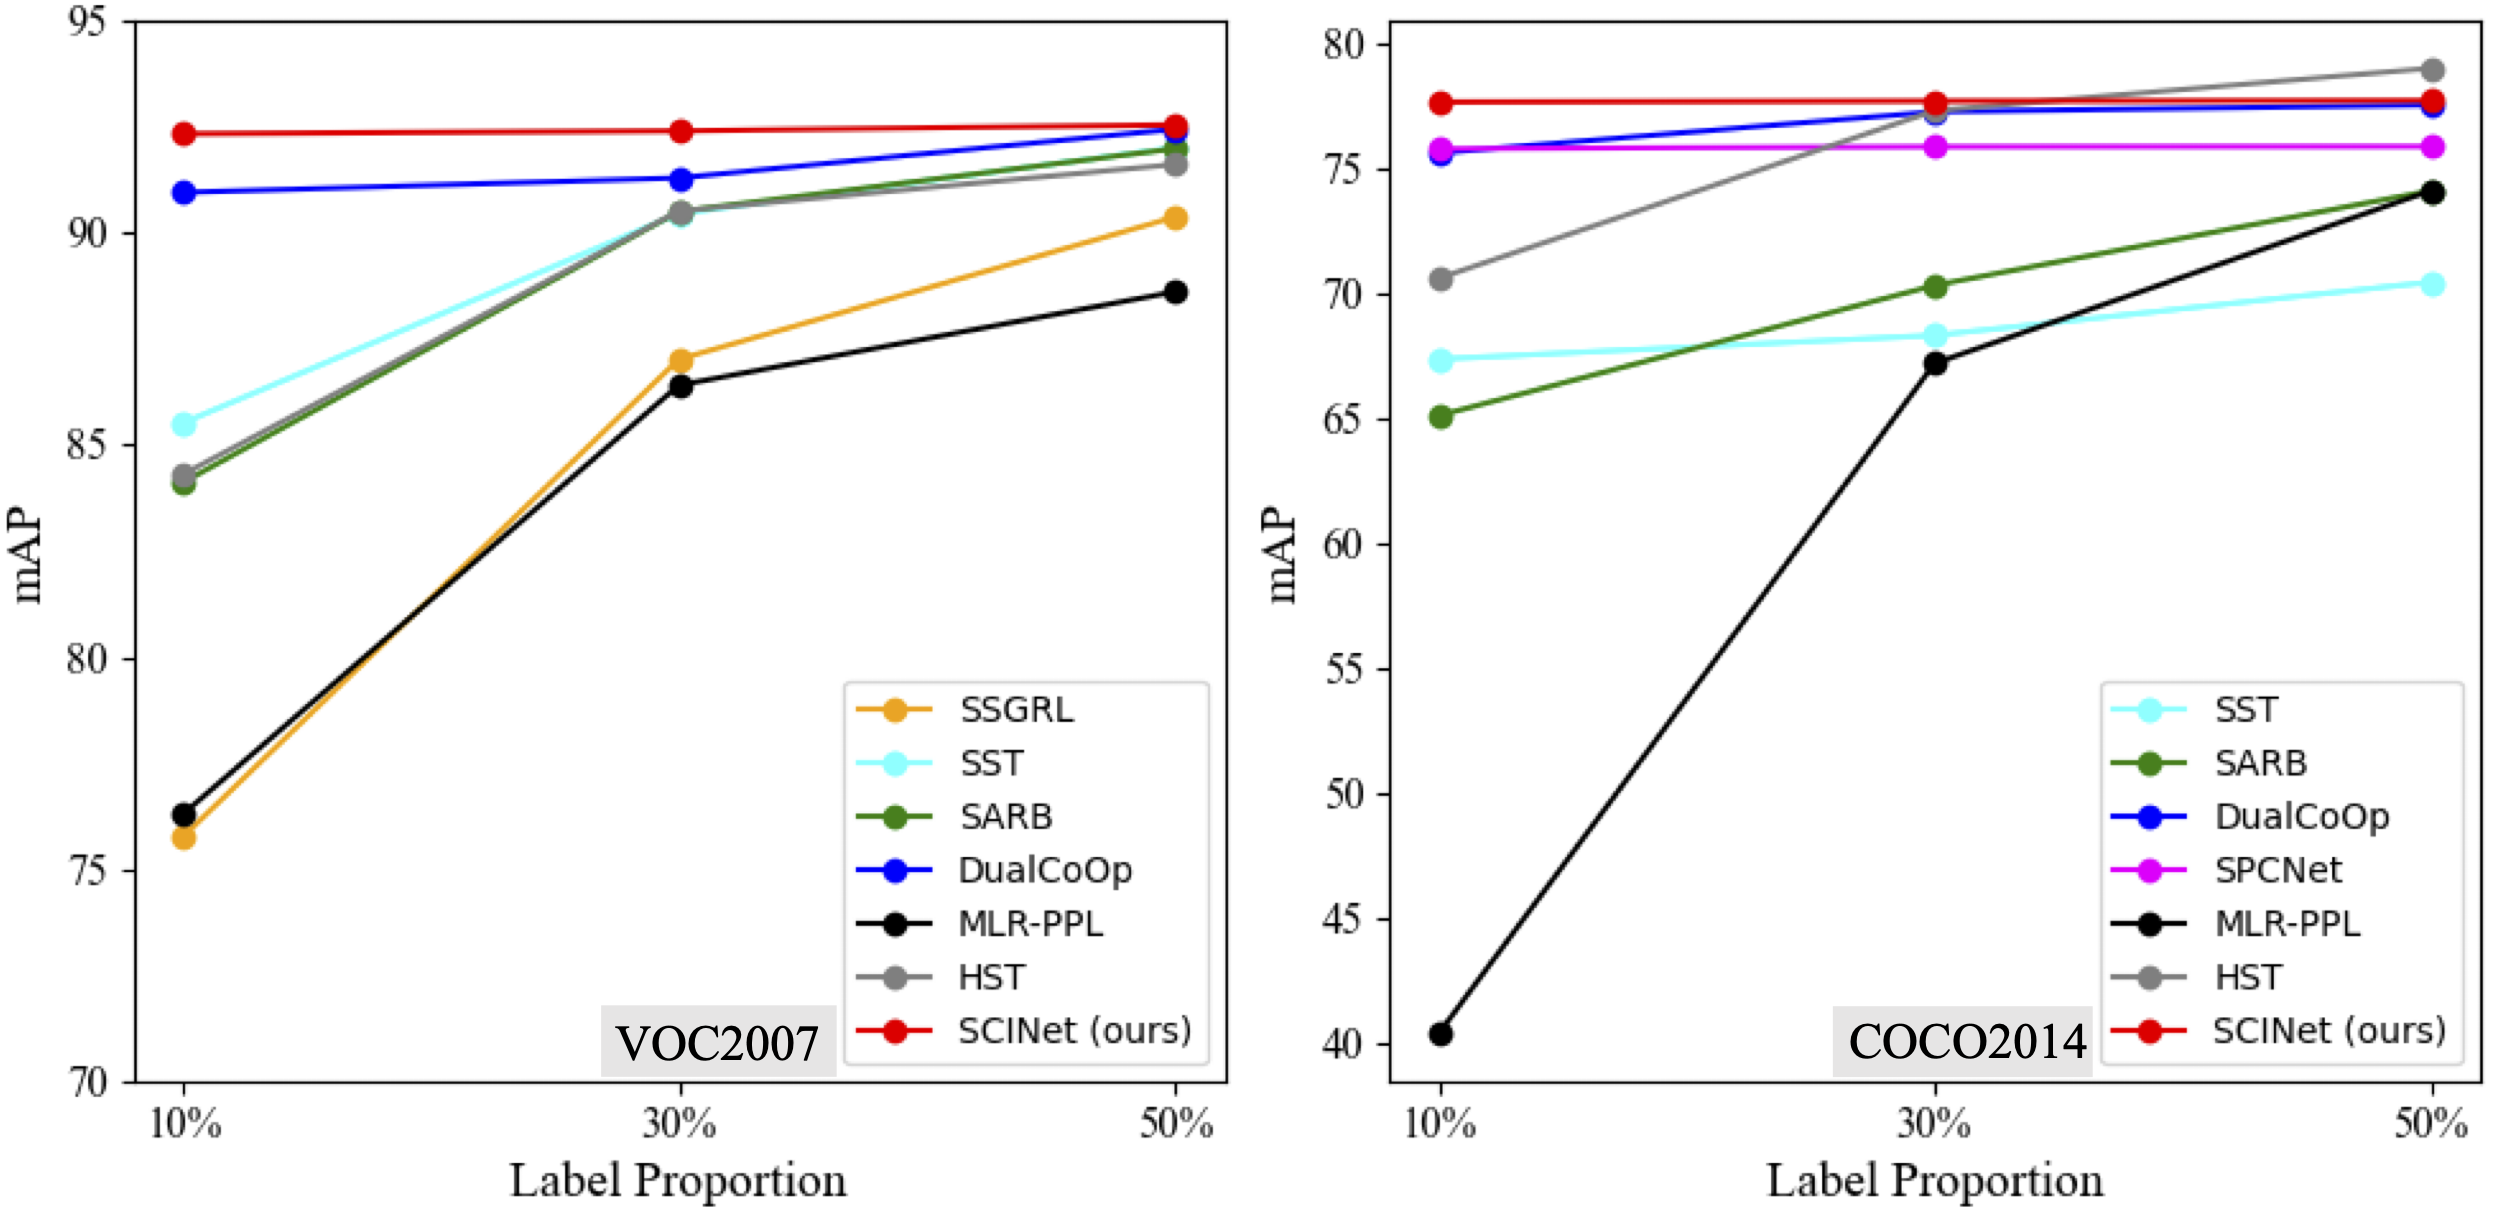 95
90
85
80
75
70
mAP
10%
30%
50%
Label Proportion
SSGRL
SST
SARB
DualCoOp
MLR-PPL
HST
SCINet (ours)
VOC2007
80
75
70
65
60
55
50
45
40
mAP
10%
30%
50%
Label Proportion
SST
SARB
DualCoOp
SPCNet
MLR-PPL
HST
SCINet (ours)
COCO2014